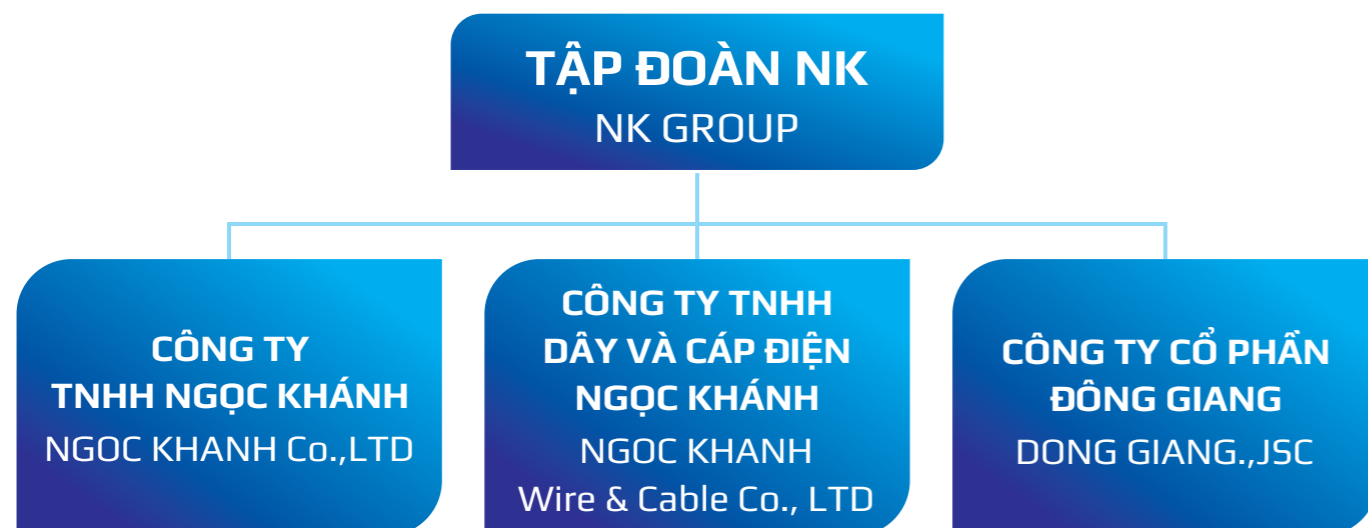 TẬP ĐOÀN NK
NK GROUP
CÔNG TY
TNHH NGỌC KHÁNH
NGOC KHANH Co.,LTD
CÔNG TY TNHH
DÂY VÀ CÁP ĐIỆN
NGỌC KHÁNH
NGOC KHANH
Wire & Cable Co., LTD
CÔNG TY CỔ PHẦN
ĐÔNG GIANG
DONG GIANG.,JSC